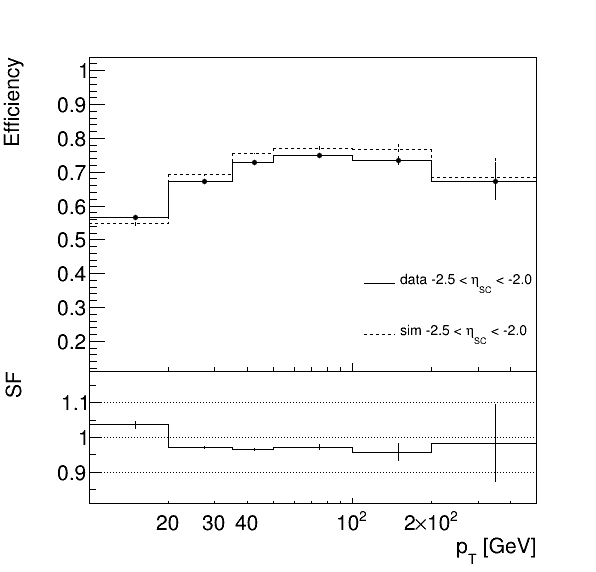 Efficiency
1
0.9
0.8
0.7
0.6
0.5
0.4
0.3
0.2
data -2.5 < η_SC < -2.0
sim -2.5 < η_SC < -2.0
SF
1.1
1
0.9
20 30 40 10² 2×10²
p_T [GeV]